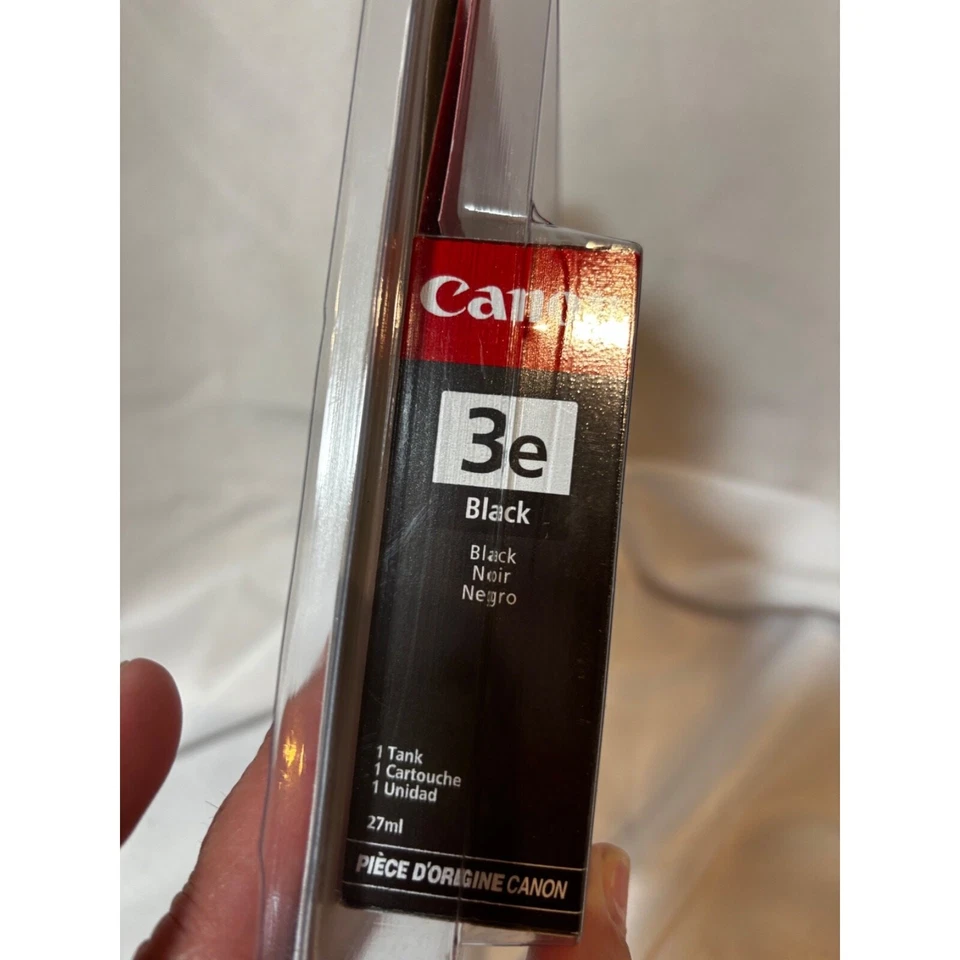 Canon
3e
Black
Black
Noir
Negro
1 Tank
1 Cartouche
1 Unidad
27ml
PIÈCE D'ORIGINE CANON